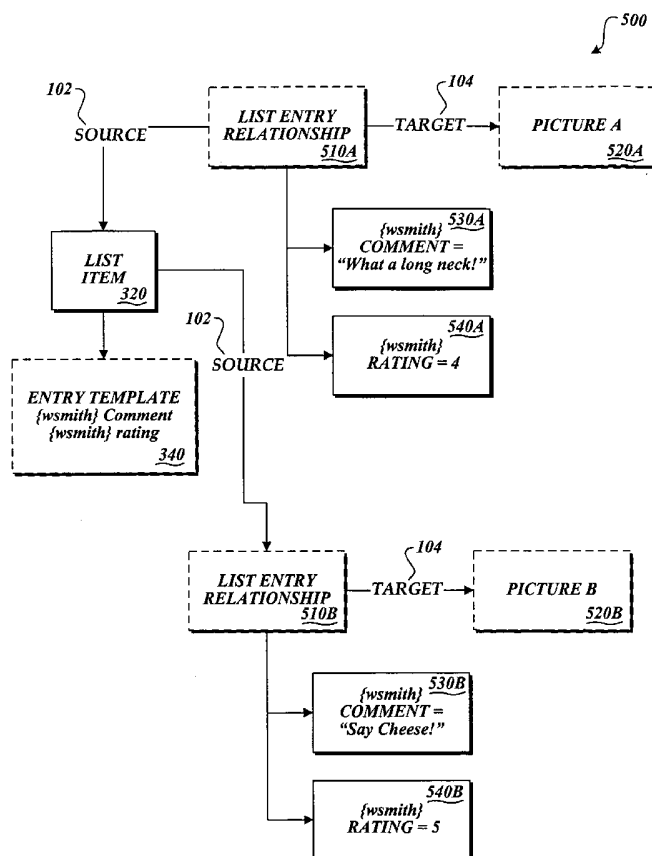 500
102
SOURCE
LIST ENTRY
RELATIONSHIP
510A
104
TARGET
PICTURE A
520A
530A
{wsmith}
COMMENT =
"What a long neck!"
LIST
ITEM
320
102
SOURCE
540A
{wsmith}
RATING = 4
ENTRY TEMPLATE
{wsmith} Comment
{wsmith} rating
340
LIST ENTRY
RELATIONSHIP
510B
104
TARGET
PICTURE B
520B
530B
{wsmith}
COMMENT =
"Say Cheese!"
540B
{wsmith}
RATING = 5